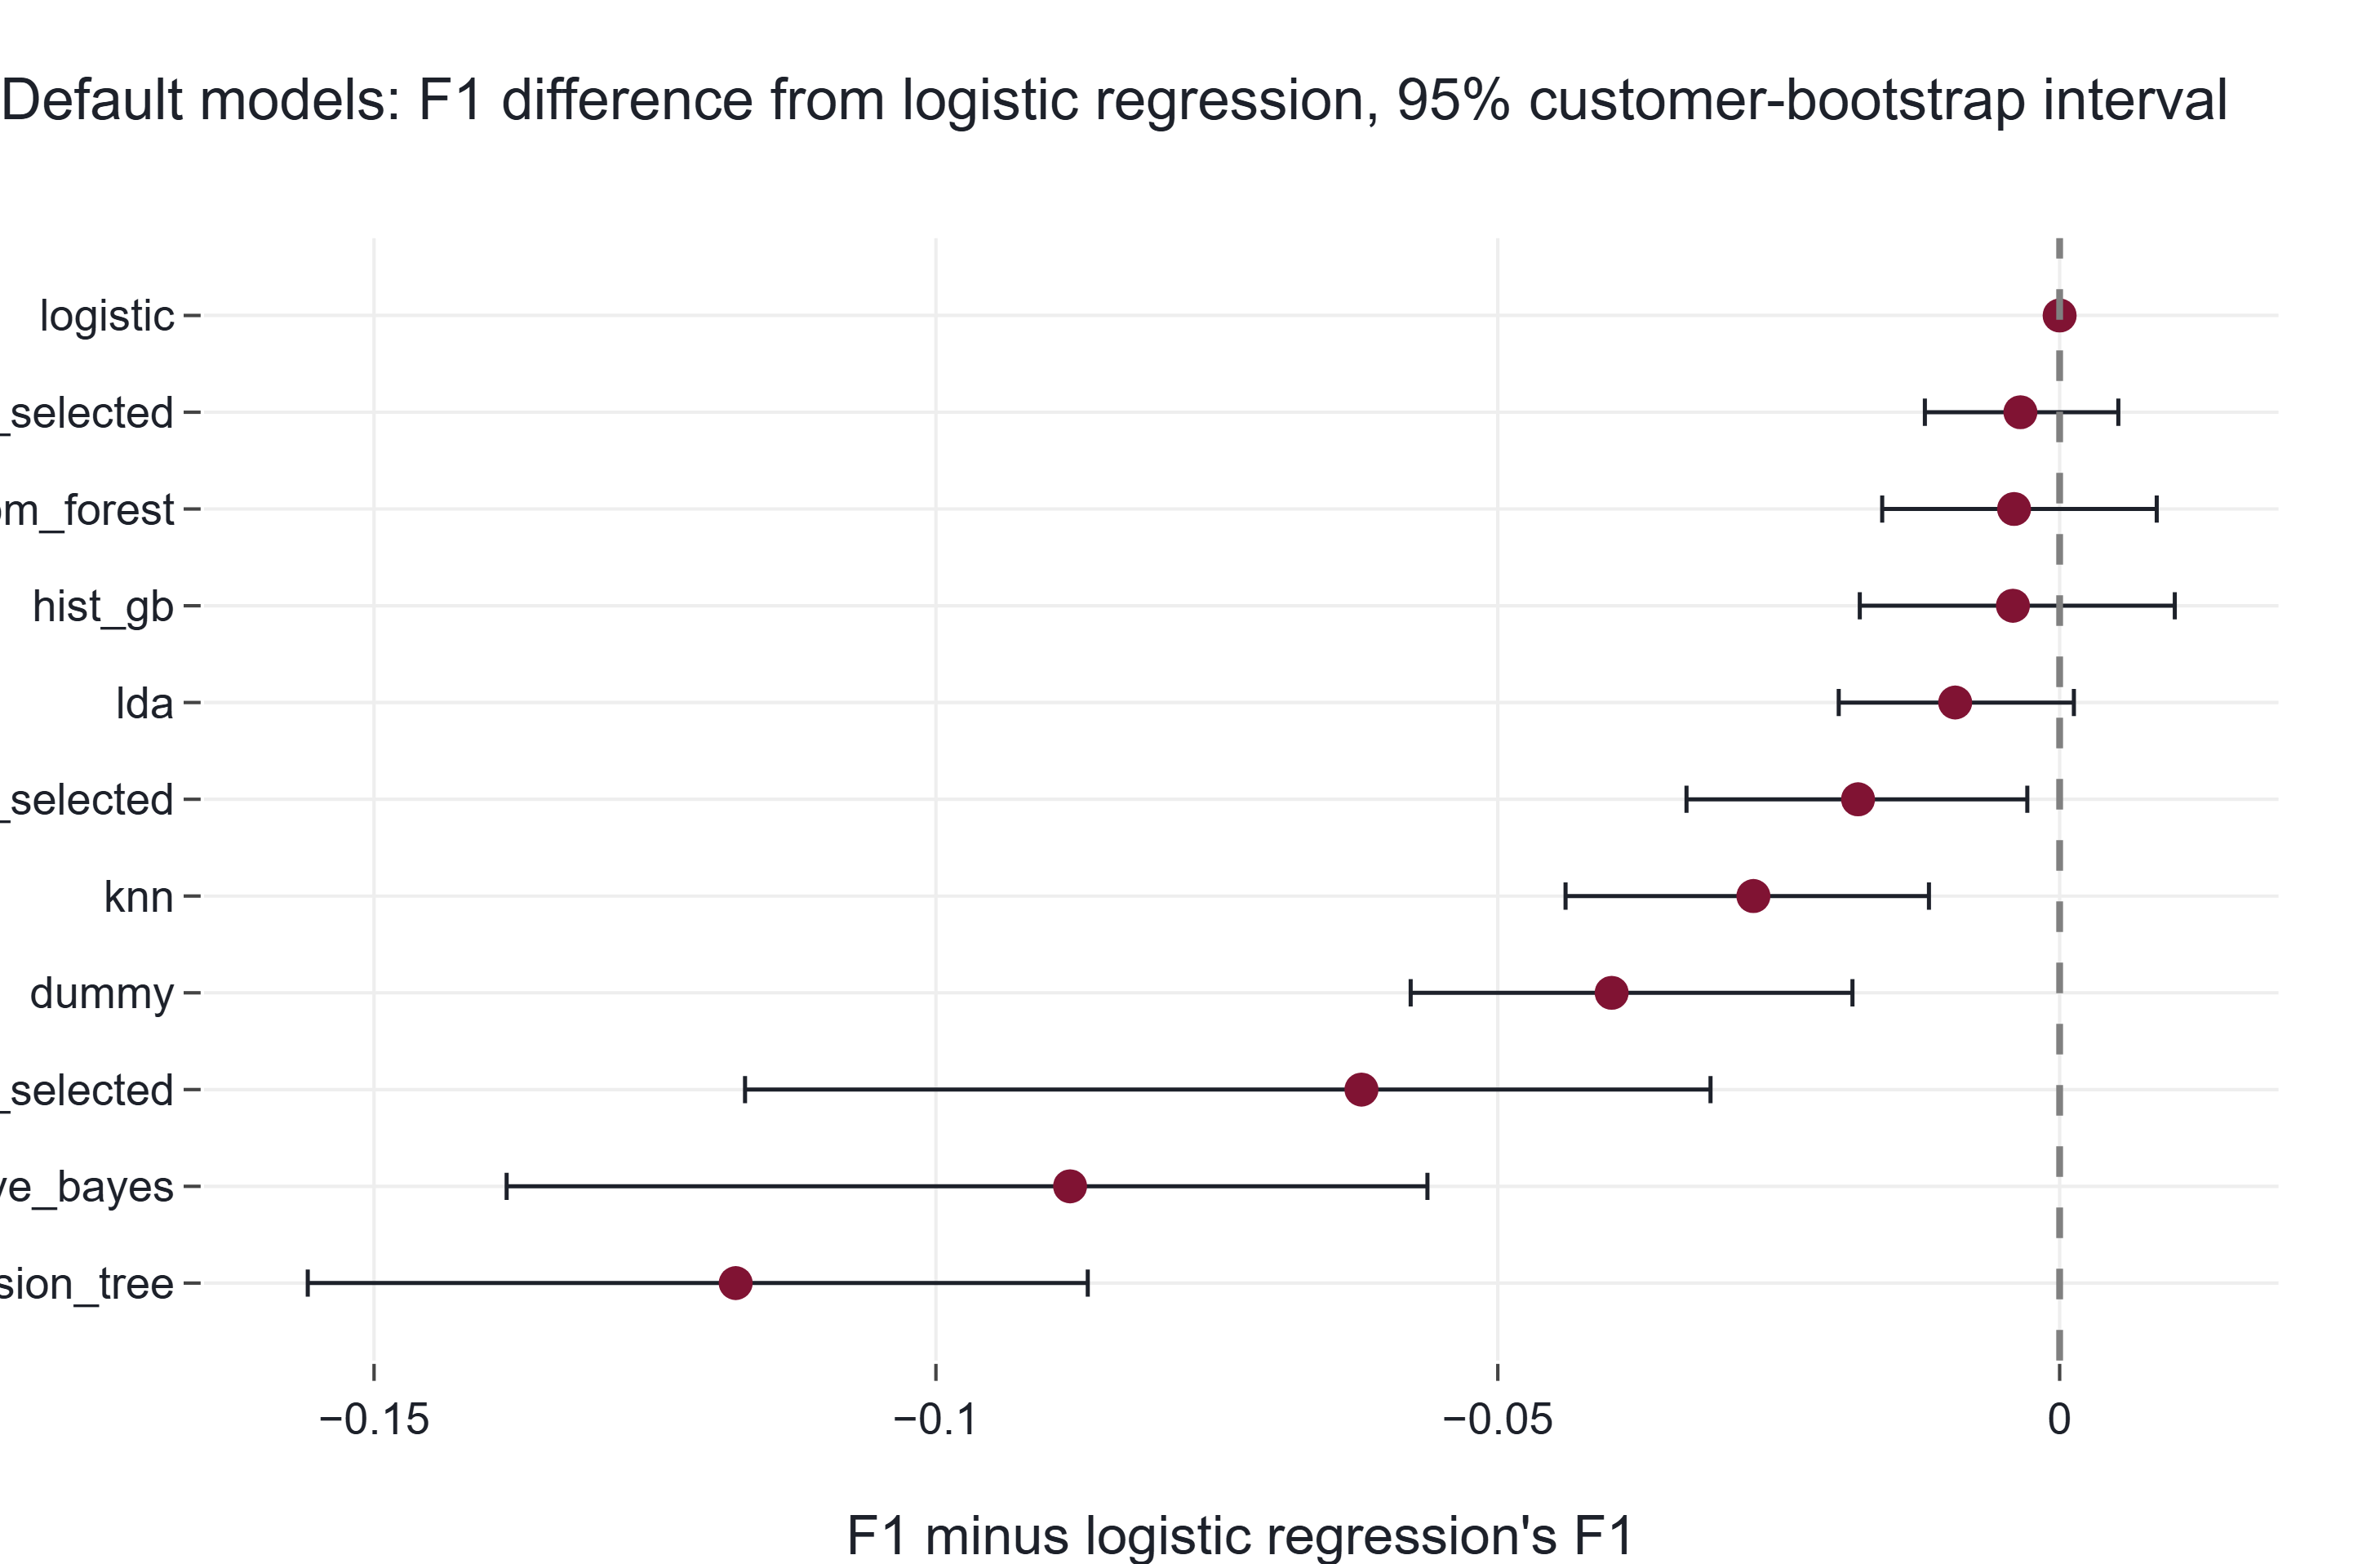 Default models: F1 difference from logistic regression, 95% customer-bootstrap interval
logistic
_selected
om_forest
hist_gb
lda
_selected
knn
dummy
_selected
ve_bayes
sion_tree
−0.15
−0.1
−0.05
0
F1 minus logistic regression's F1